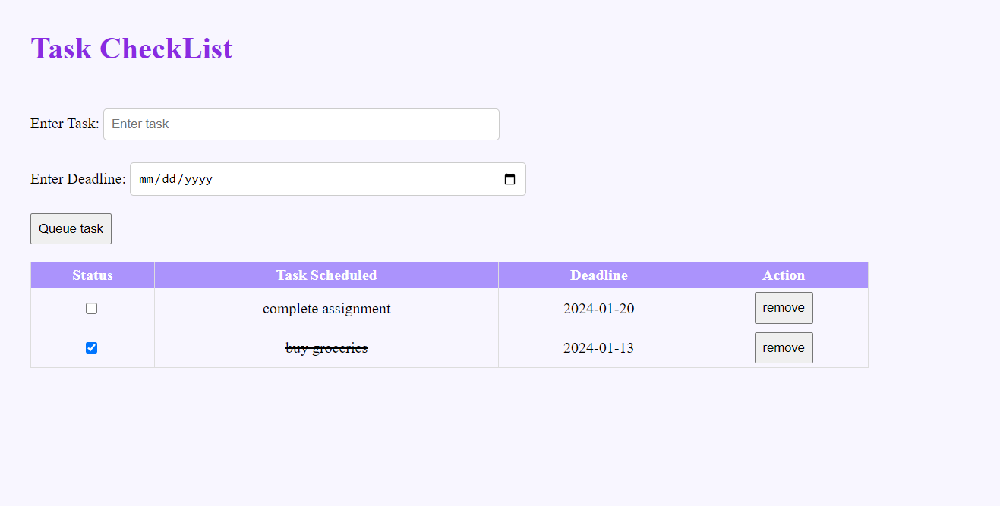 Task CheckList
Enter Task: Enter task
Enter Deadline: mm/dd/yyyy
Queue task
Status Task Scheduled Deadline Action
complete assignment 2024-01-20 remove
buy groceries 2024-01-13 remove